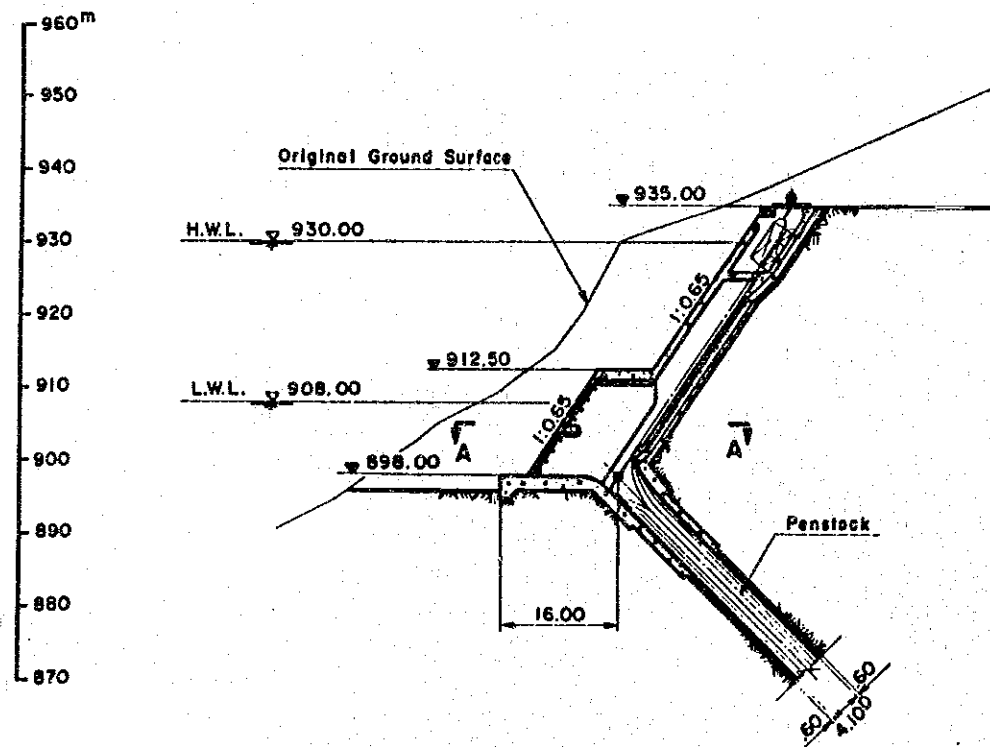 960m
950
940
930
920
910
900
890
880
870
Original Ground Surface
935.00
H.W.L. 930.00
1:0.65
912.50
L.W.L. 908.00
1:0.65
A
A
898.00
Penstock
16.00
.60
4.100
.60